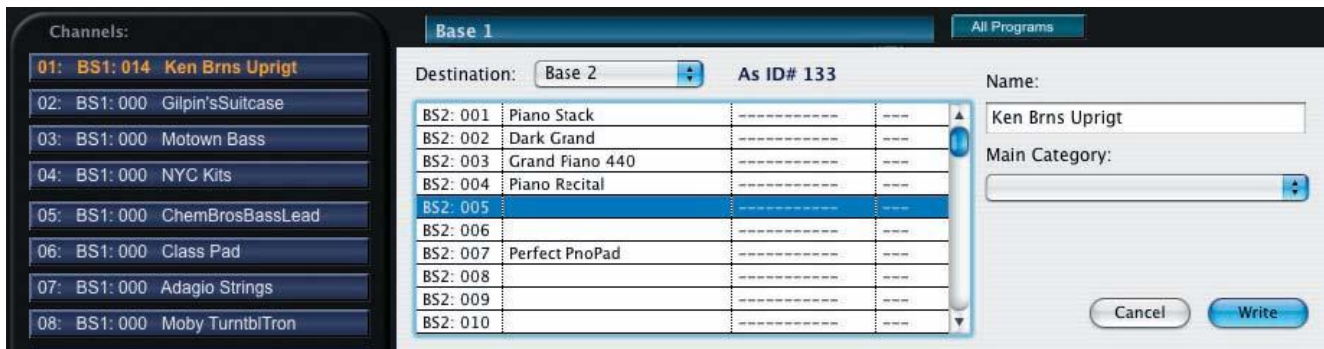 Channels:
01: BS1: 014 Ken Brns Uprigt
02: BS1: 000 Gilpin'sSuitcase
03: BS1: 000 Motown Bass
04: BS1: 000 NYC Kits
05: BS1: 000 ChemBrosBassLead
06: BS1: 000 Class Pad
07: BS1: 000 Adagio Strings
08: BS1: 000 Moby TurntblTron
Base 1
All Programs
Destination: Base 2 As ID# 133
BS2: 001 Piano Stack ----------- ---
BS2: 002 Dark Grand ----------- ---
BS2: 003 Grand Piano 440 ----------- ---
BS2: 004 Piano Recital ----------- ---
BS2: 005 ----------- ---
BS2: 006 ----------- ---
BS2: 007 Perfect PnoPad ----------- ---
BS2: 008 ----------- ---
BS2: 009 ----------- ---
BS2: 010 ----------- ---
Name:
Ken Brns Uprigt
Main Category:
Cancel Write